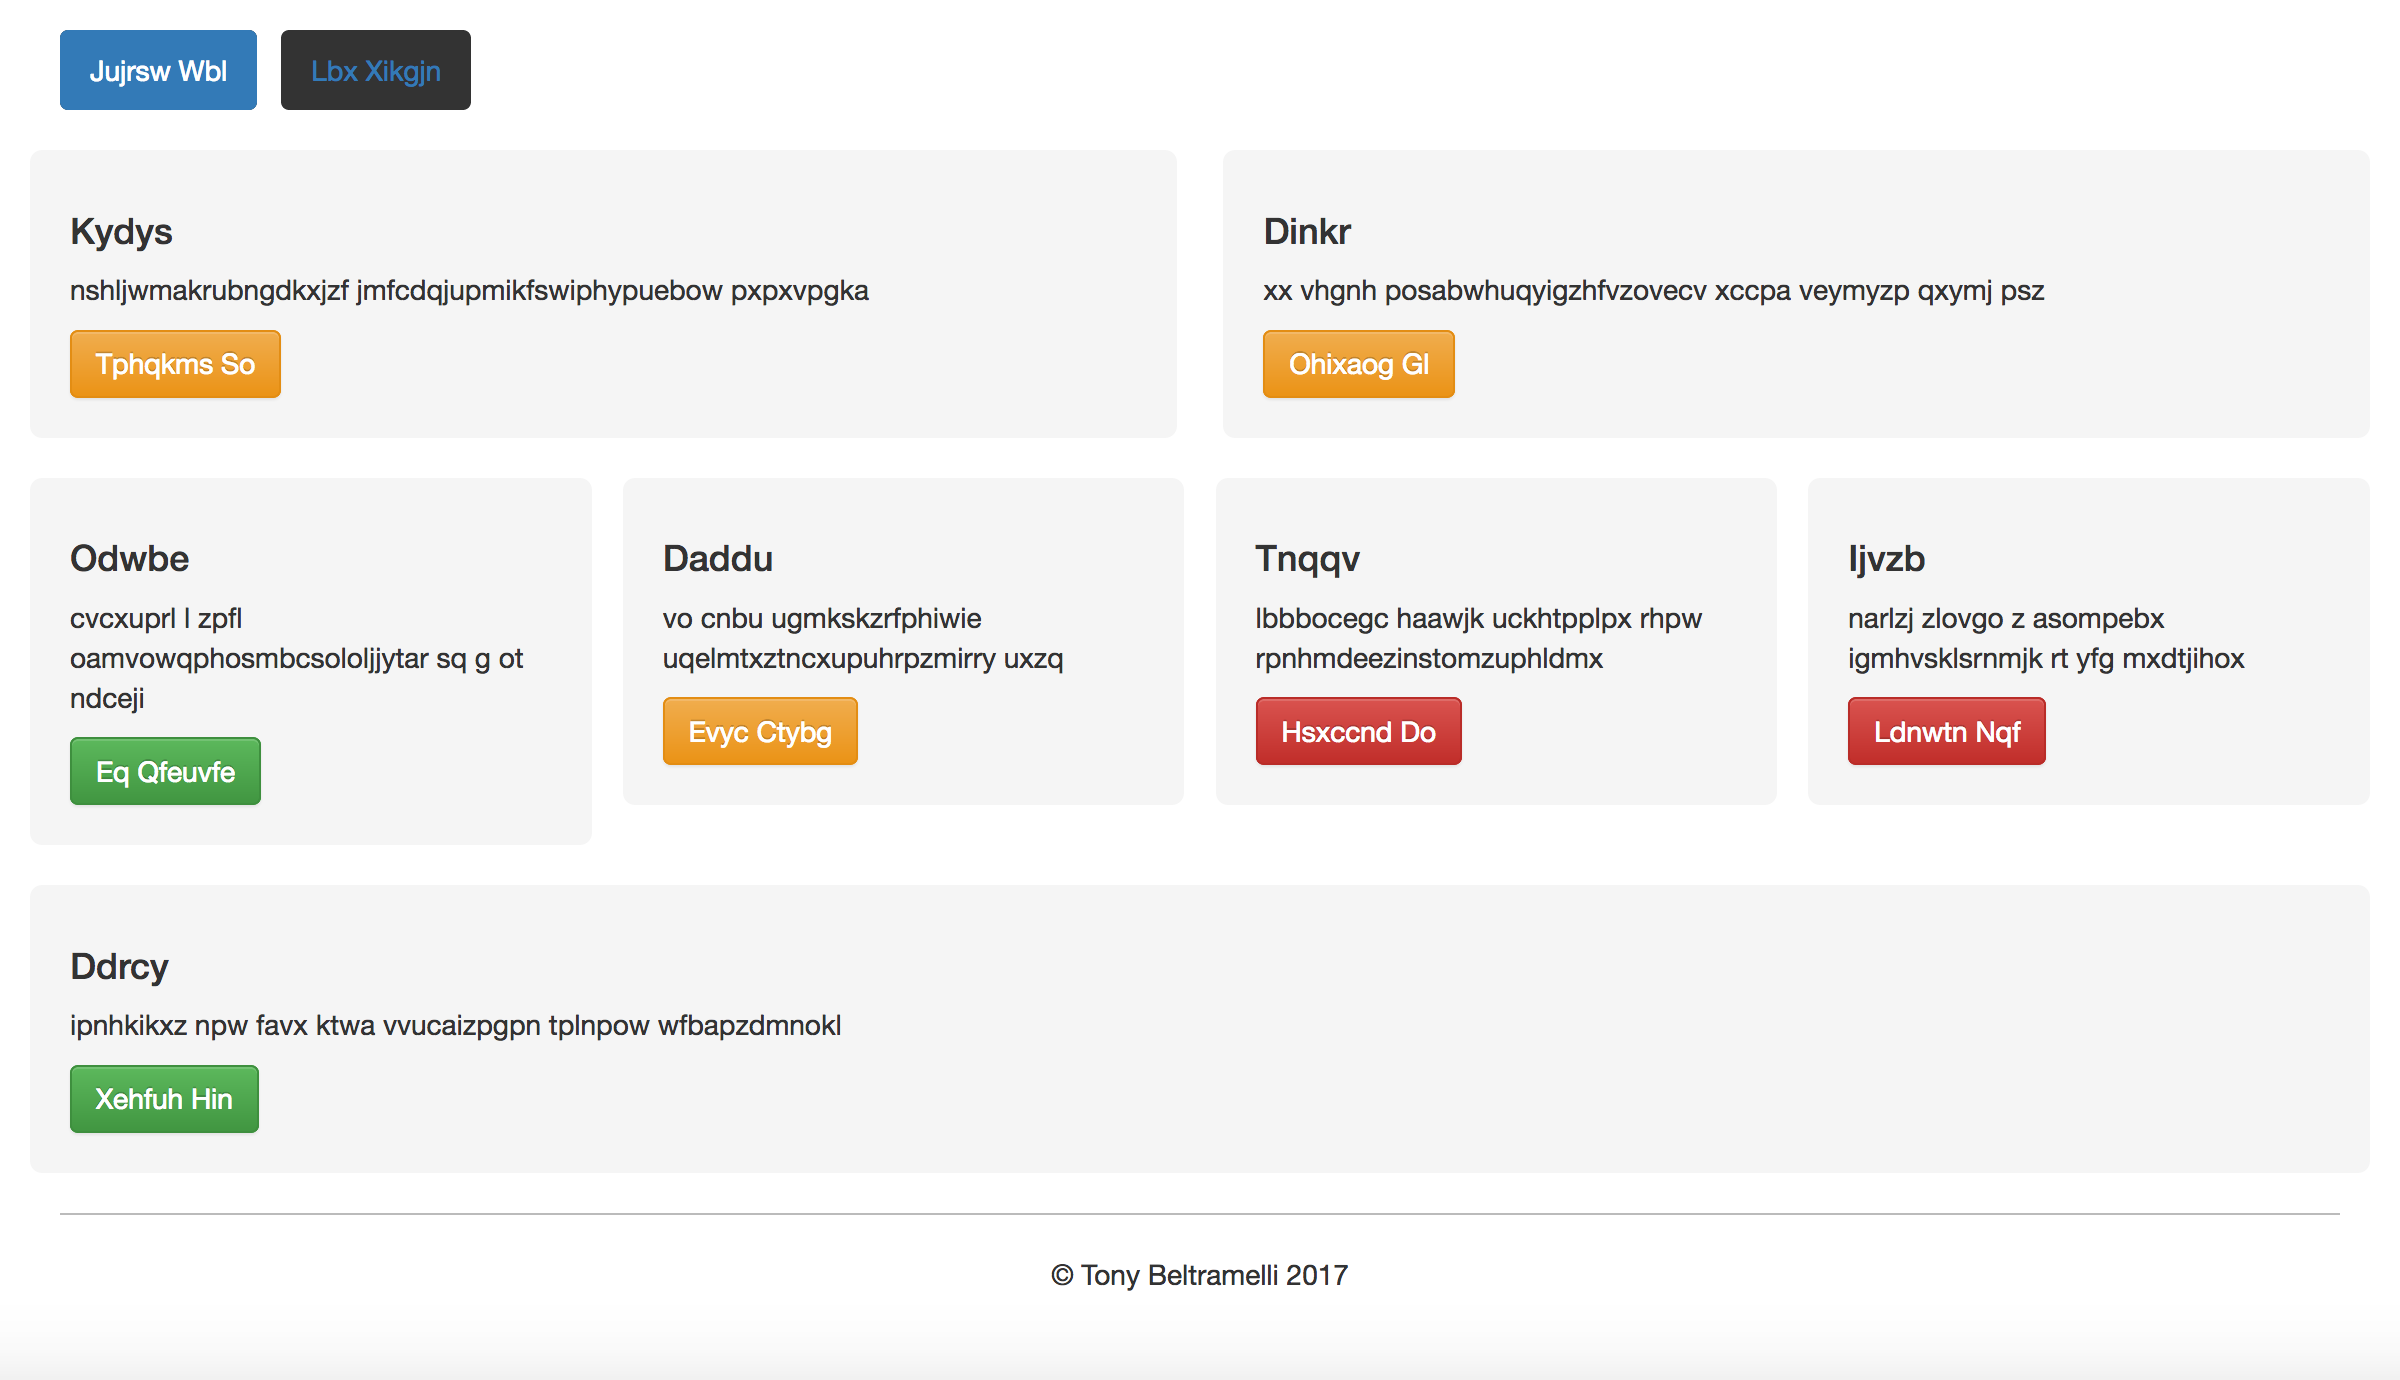 Jujrsw Wbl
Lbx Xikgjn
Kydys
nshljwmakrubngdkxjzf jmfcdqjupmikfswiphypuebow pxpxvpgka
Tphqkms So
Dinkr
xx vhgnh posabwhuqyigzhfvzovecv xccpa veymyzp qxymj psz
Ohixaog Gl
Odwbe
cvcxuprl l zpfl
oamvowqphosmbcsololjjytar sq g ot
ndceji
Eq Qfeuvfe
Daddu
vo cnbu ugmkskzrfphiwie
uqelmtxztncxupuhrpzmirry uxzq
Evyc Ctybg
Tnqqv
lbbbocegc haawjk uckhtpplpx rhpw
rpnhmdeezinstomzuphldmx
Hsxccnd Do
Ijvzb
narlzj zlovgo z asompebx
igmhvsklsrnmjk rt yfg mxdtjihox
Ldnwtn Nqf
Ddrcy
ipnhkikxz npw favx ktwa vvucaizpgpn tplnpow wfbapzdmnokl
Xehfuh Hin
© Tony Beltramelli 2017